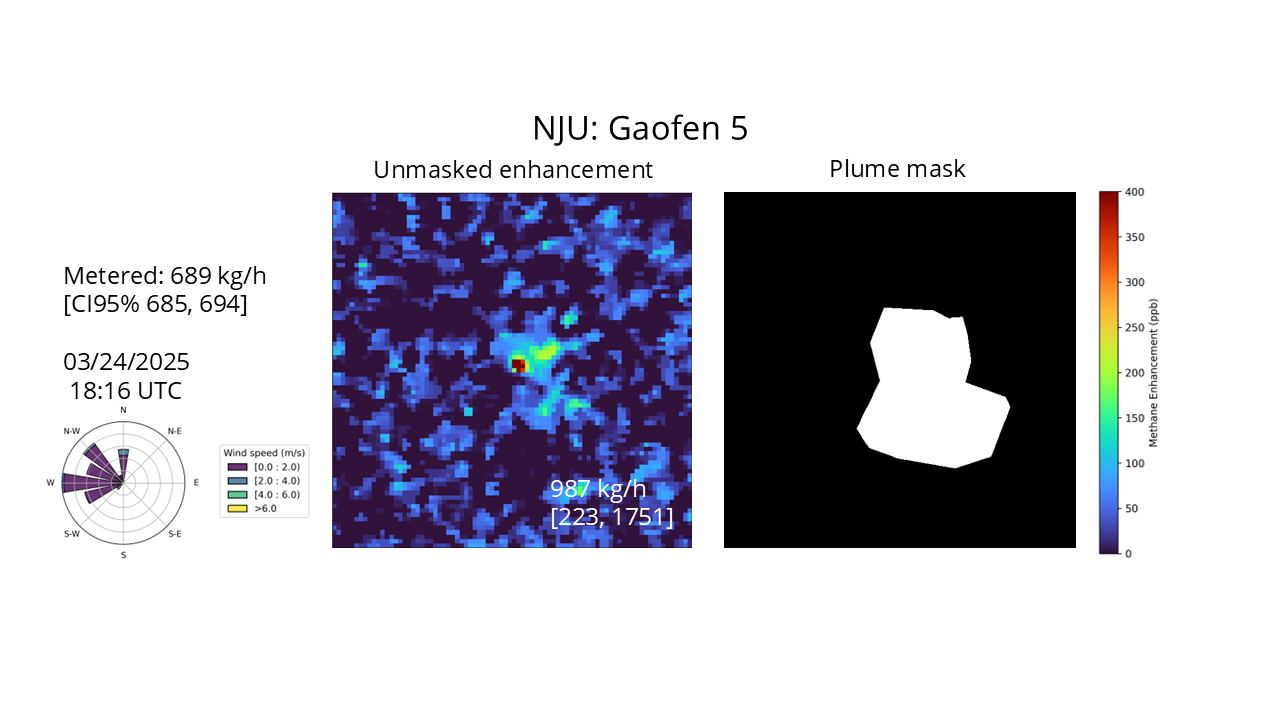 NJU: Gaofen 5
Unmasked enhancement
Plume mask
Metered: 689 kg/h
[CI95% 685, 694]
03/24/2025
18:16 UTC
N
N-W
N-E
W
E
S-W
S-E
S
Wind speed (m/s)
[0.0 : 2.0)
[2.0 : 4.0)
[4.0 : 6.0)
>6.0
987 kg/h
[223, 1751]
400
350
300
250
200
150
100
50
0
Methane Enhancement (ppb)